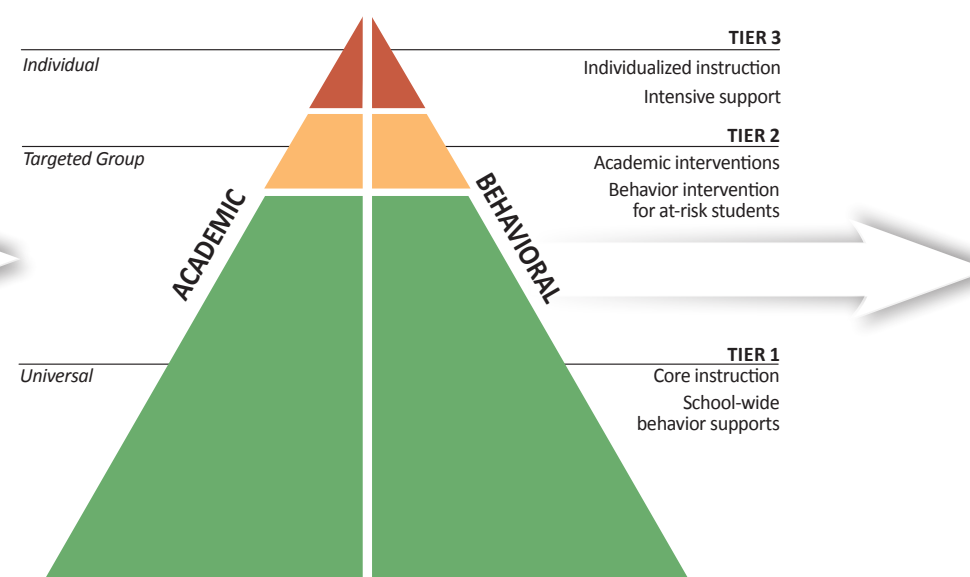 TIER 3
Individual
Individualized instruction
Intensive support
TIER 2
Targeted Group
Academic interventions
Behavior intervention
for at-risk students
ACADEMIC
BEHAVIORAL
TIER 1
Universal
Core instruction
School-wide
behavior supports